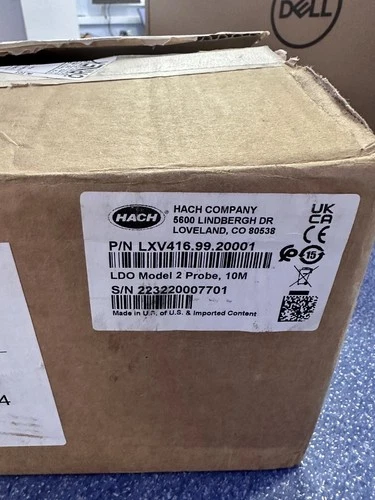 DELL
HACH
HACH COMPANY
5600 LINDBERGH DR
LOVELAND, CO 80538
UK
CA
CE
P/N LXV416.99.20001
15
LDO Model 2 Probe, 10M
S/N 223220007701
Made in U.S. of U.S. & Imported Content
4